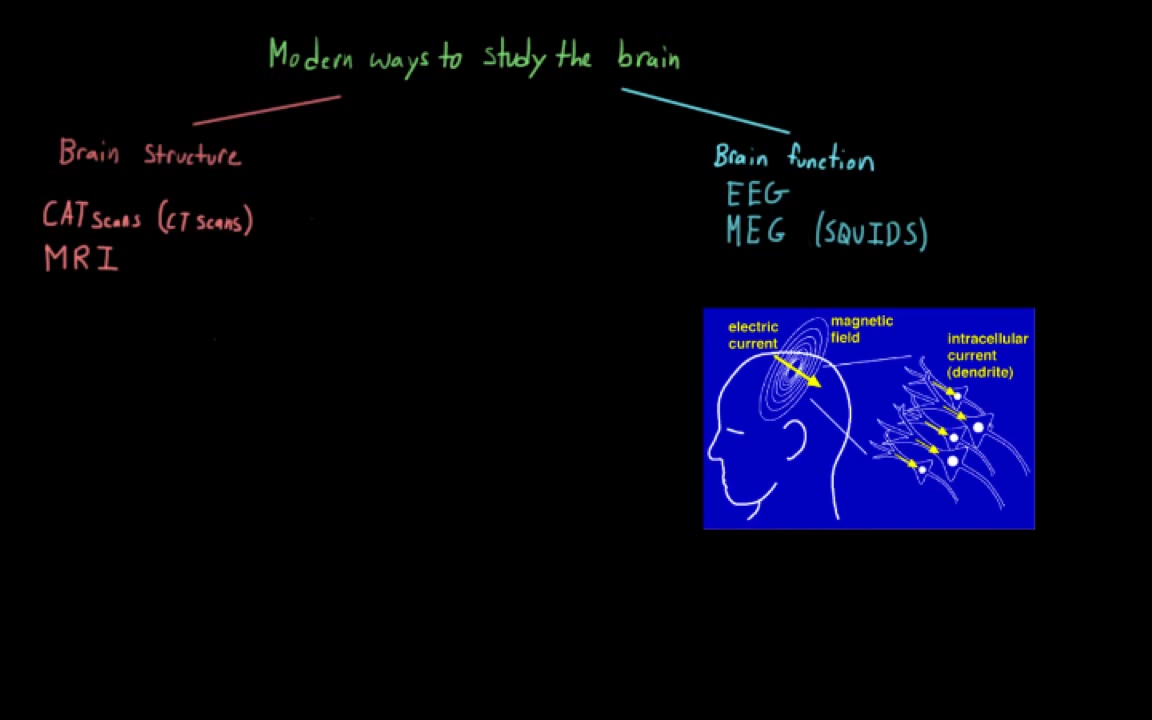 Modern ways to study the brain
Brain structure
CAT scans (CT scans)
MRI
Brain function
EEG
MEG (SQUIDS)
electric
current
magnetic
field
intracellular
current
(dendrite)